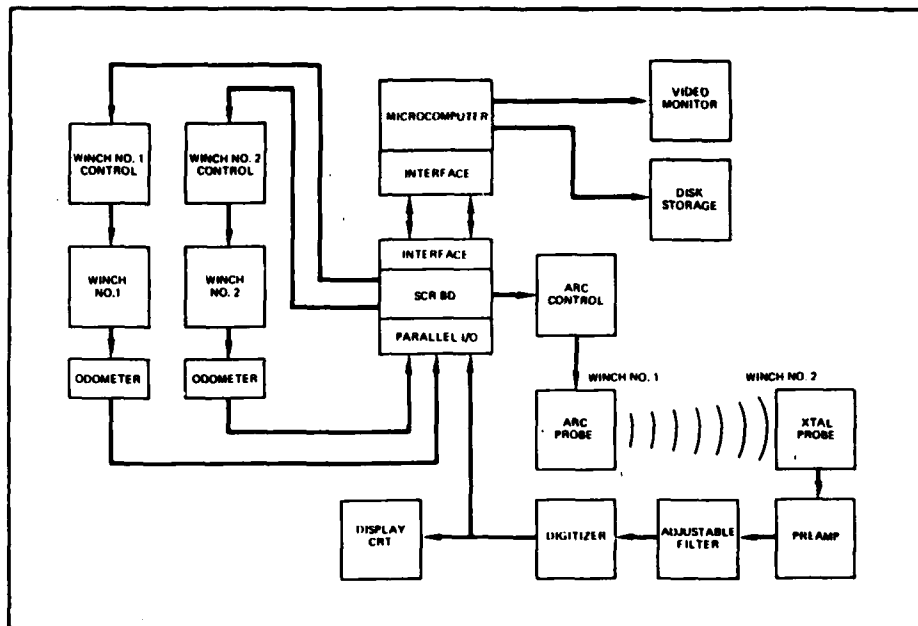 MICROCOMPUTER
INTERFACE
VIDEO
MONITOR
DISK
STORAGE
WINCH NO. 1
CONTROL
WINCH NO. 2
CONTROL
WINCH
NO.1
WINCH
NO. 2
ODOMETER
ODOMETER
INTERFACE
SCR BD
PARALLEL I/O
ARC
CONTROL
WINCH NO. 1
WINCH NO. 2
ARC
PROBE
XTAL
PROBE
DISPLAY
CRT
DIGITIZER
ADJUSTABLE
FILTER
PREAMP